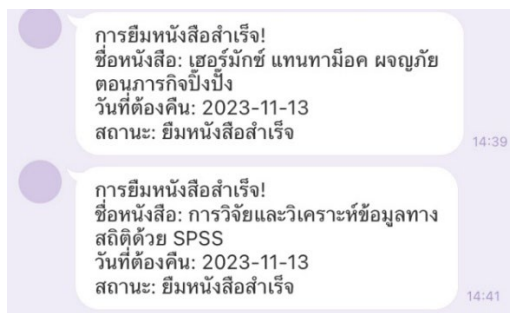 การยืมหนังสือสำเร็จ!
ชื่อหนังสือ: เฮอร์มักซ์ แทนทาม็อค ผจญภัย
ตอนภารกิจปิ๊งปั๊ง
วันที่ต้องคืน: 2023-11-13
สถานะ: ยืมหนังสือสำเร็จ
14:39
การยืมหนังสือสำเร็จ!
ชื่อหนังสือ: การวิจัยและวิเคราะห์ข้อมูลทาง
สถิติด้วย SPSS
วันที่ต้องคืน: 2023-11-13
สถานะ: ยืมหนังสือสำเร็จ
14:41